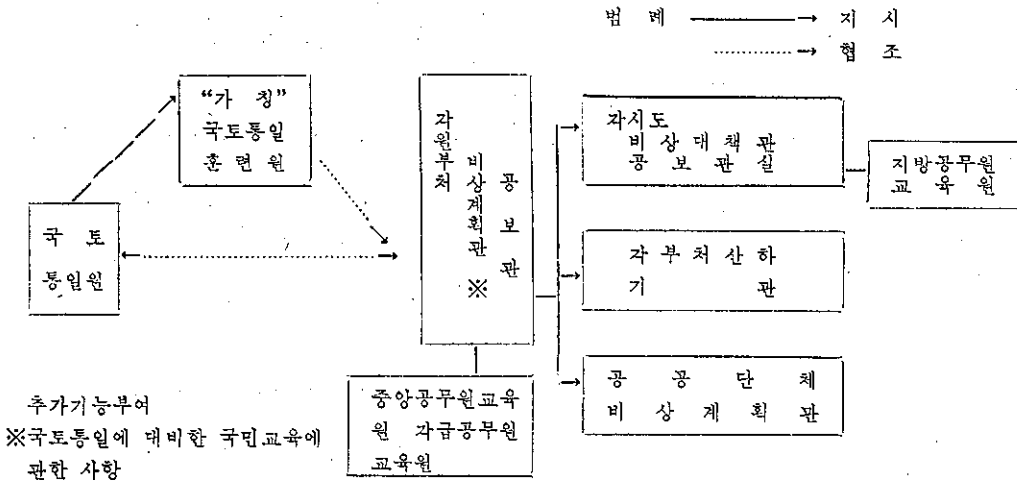 범 례 → 지 시
→ 협 조
“가 칭”
국토통일
훈 련 원
국 토
통일원
각원부처
비상계획관 ※
공 보 관
각시도
비상대책관
공 보 관 실
지방공무원
교 육 원
각 부 처 산 하
기 관
공 공 단 체
비 상 계 획 관
중앙공무원교육
원 각급공무원
교육원
추가기능부여
※국토통일에 대비한 국민교육에
관한 사항